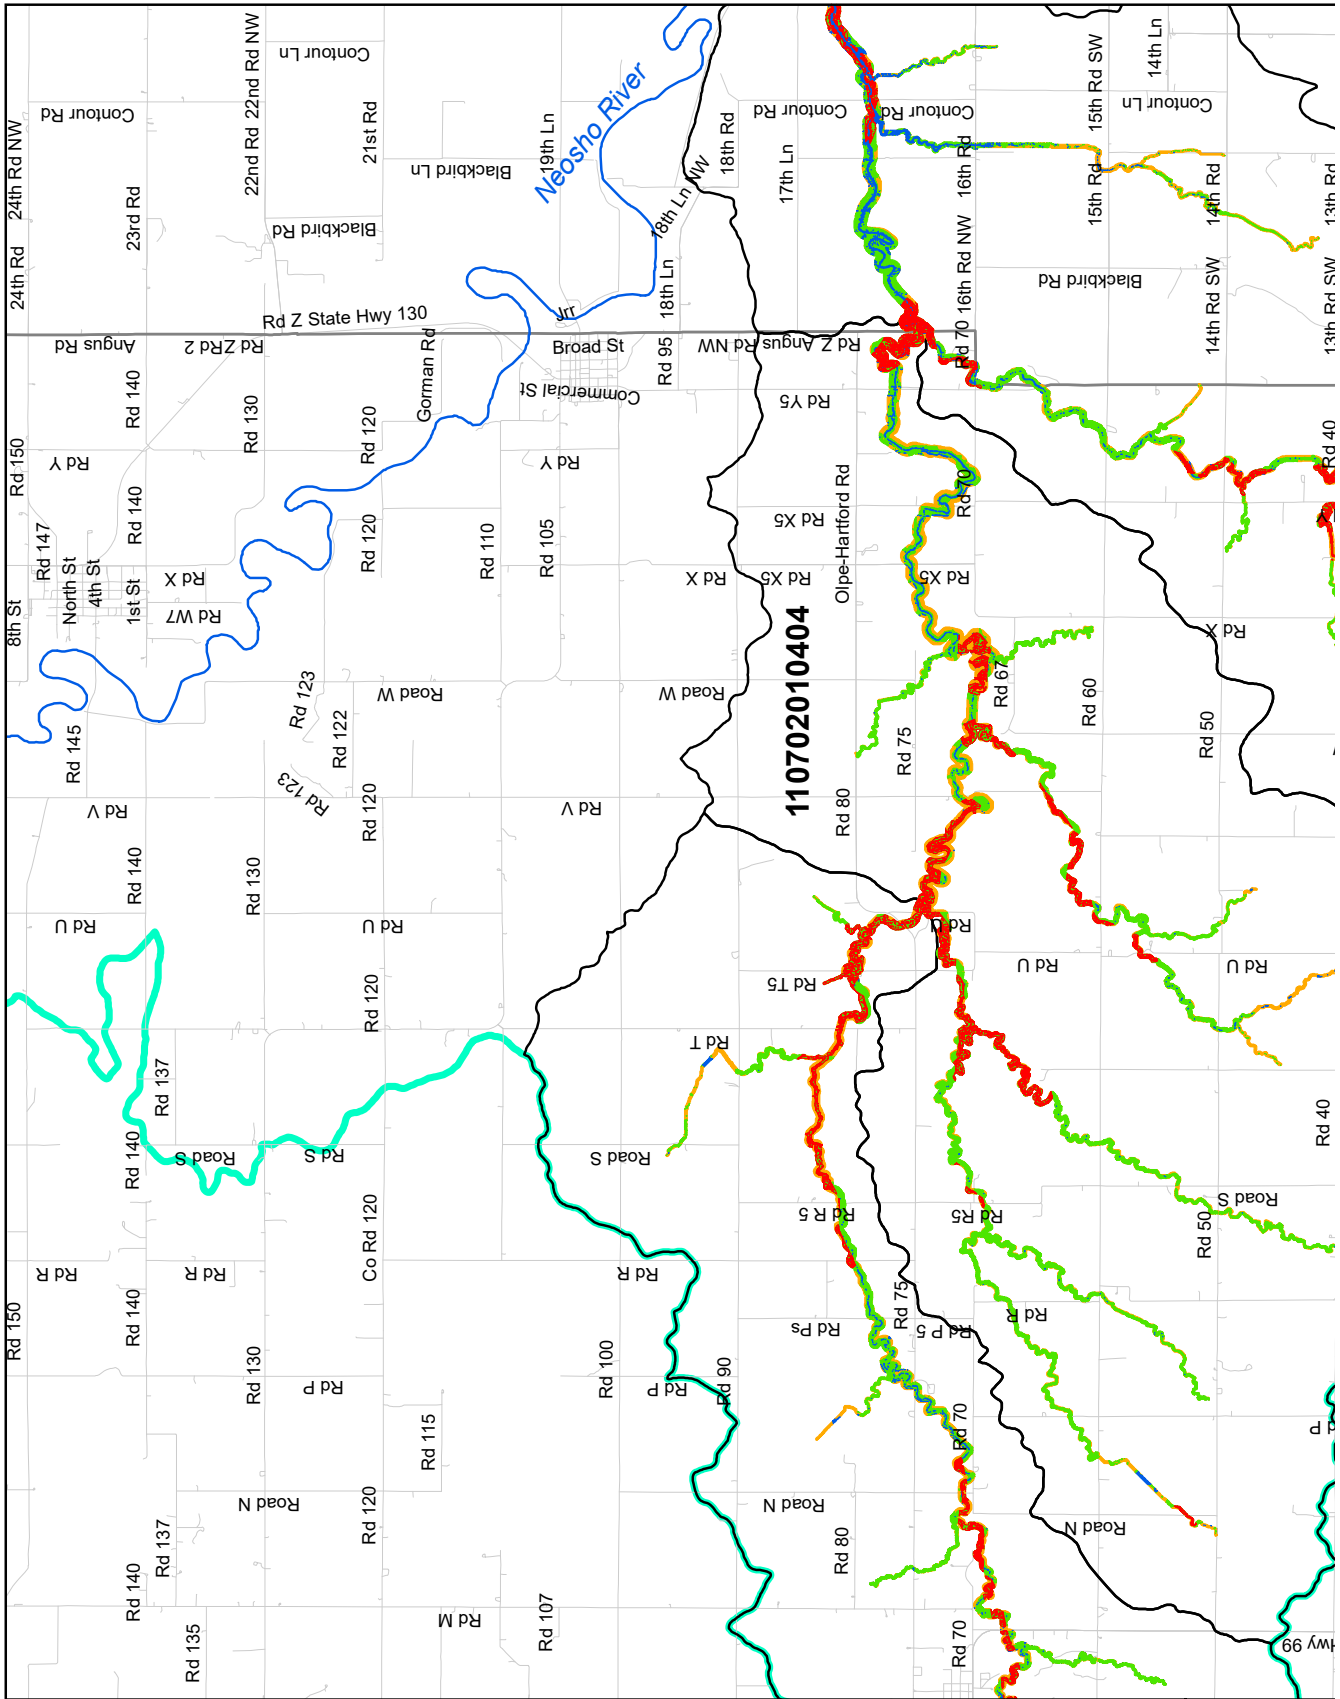 24th Rd NW
24th Rd
Contour Rd
23rd Rd
22nd Rd NW
22nd Rd
Contour Ln
21st Rd
Blackbird Rd
Blackbird Ln
19th Ln
Neosho River
18th Ln NW
18th Rd
18th Ln
Contour Rd
17th Ln
Contour Rd
16th Rd
16th Rd NW
15th Rd SW
14th Ln
Contour Ln
15th Rd
14th Rd
13th Rd
Blackbird Rd
14th Rd SW
13th Rd SW
Rd Z State Hwy 130
Jrr
Broad St
Commercial St
Angus Rd
Rd ZRd 2
Rd 140
Rd 130
Gorman Rd
Rd 120
Rd 95
Rd Z Angus Rd NW
Rd 70
Rd Y5
Rd 40
Rd 150
Rd Y
Rd Y
Rd 147
Rd 140
Rd 120
Rd 110
Rd 105
Rd X5
Olpe-Hartford Rd
Rd 70
8th St
North St
4th St
1st St
Rd X
Rd W7
Rd X
Rd X5
Rd X5
Rd X
110702010404
Rd 145
Rd 123
Rd 122
Road W
Road W
Rd 75
Rd 67
Rd 60
Rd 50
Rd 123
Rd V
Rd 120
Rd V
Rd 80
Rd 140
Rd 130
Rd U
Rd U
Rd U
Rd U
Rd U
Rd 120
Rd T5
Rd T
Rd 137
Rd 140
Road S
Rd S
Road S
Rd 40
Road S
Rd R 5
Rd R5
Rd 50
Co Rd 120
Rd R
Rd R
Rd R
Rd 150
Rd 140
Rd 75
Rd R
Rd Ps
Rd P 5
Rd 130
Rd P
Rd 100
Rd P
Rd 90
Rd 70
Rd P
Rd 115
Road N
Rd 120
Road N
Road N
Rd 137
Rd 140
Rd 80
Rd M
Rd 107
Rd 135
Rd 70
Hwy 99